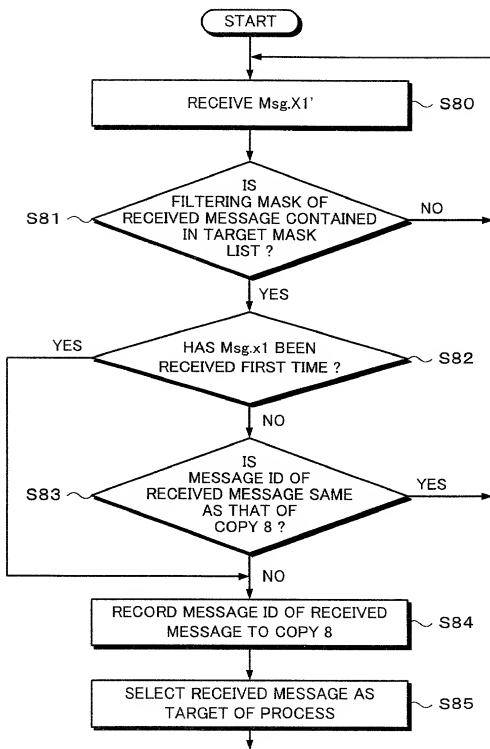 START
RECEIVE Msg.X1'
S80
IS
FILTERING MASK OF
RECEIVED MESSAGE CONTAINED
IN TARGET MASK
LIST ?
S81
NO
YES
HAS Msg.x1 BEEN
RECEIVED FIRST TIME ?
S82
YES
NO
IS
MESSAGE ID OF
RECEIVED MESSAGE SAME
AS THAT OF
COPY 8 ?
S83
YES
NO
RECORD MESSAGE ID OF RECEIVED
MESSAGE TO COPY 8
S84
SELECT RECEIVED MESSAGE AS
TARGET OF PROCESS
S85